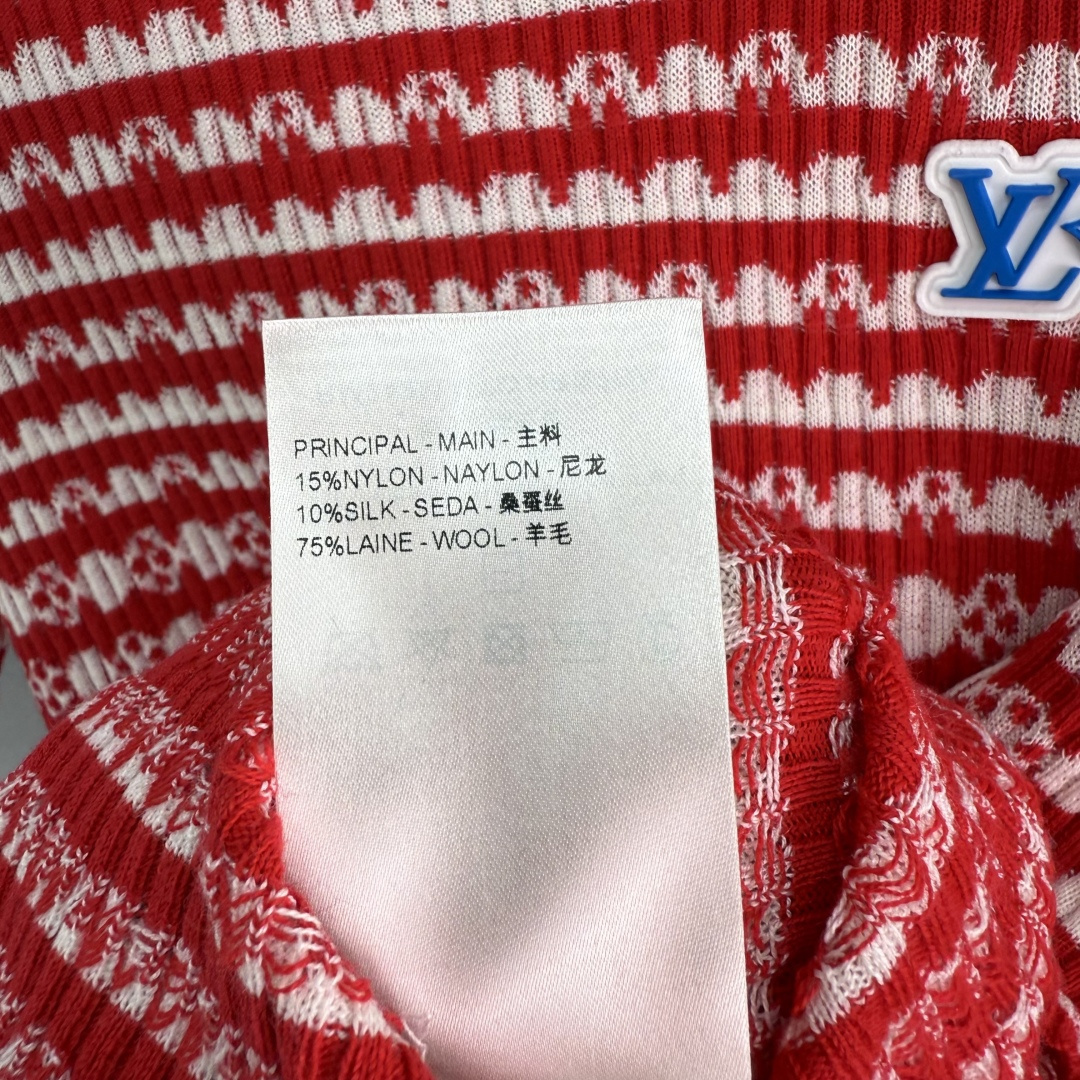 LV
PRINCIPAL - MAIN - 主料
15%NYLON - NAYLON - 尼龙
10%SILK - SEDA - 桑蚕丝
75%LAINE - WOOL - 羊毛